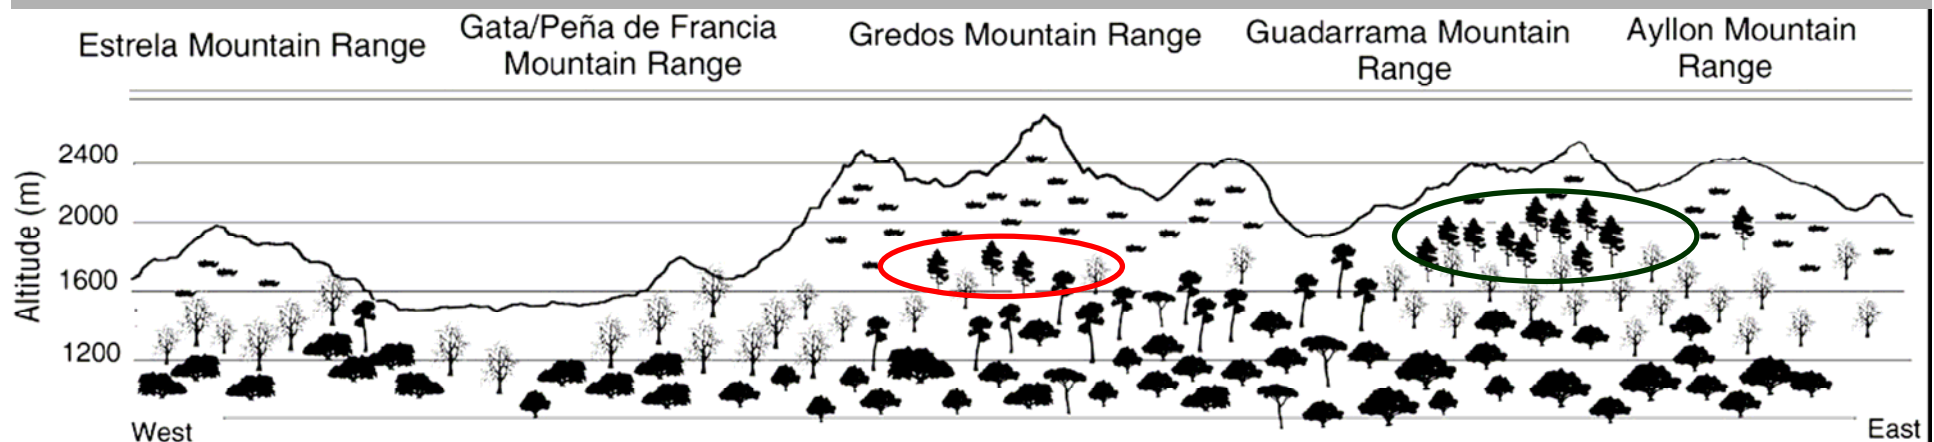 Estrela Mountain Range
Gata/Peña de Francia
Mountain Range
Gredos Mountain Range
Guadarrama Mountain
Range
Ayllon Mountain
Range
Altitude (m)
2400
2000
1600
1200
West
East